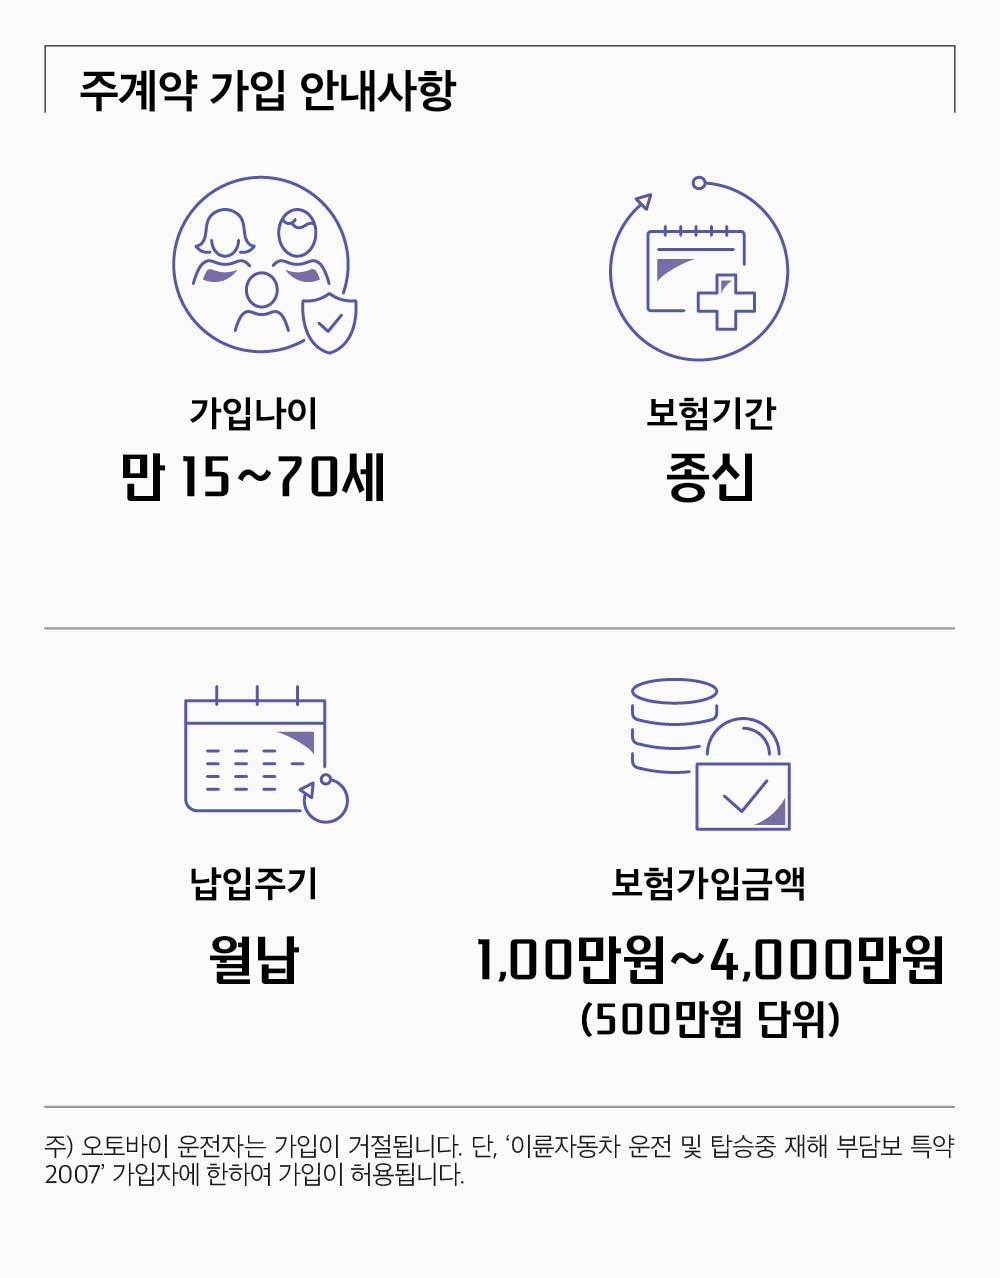 주계약 가입 안내사항
가입나이
만 15~70세
보험기간
종신
납입주기
월납
보험가입금액
1,00만원~4,000만원
(500만원 단위)
주) 오토바이 운전자는 가입이 거절됩니다. 단, ‘이륜자동차 운전 및 탑승중 재해 부담보 특약
2007’ 가입자에 한하여 가입이 허용됩니다.